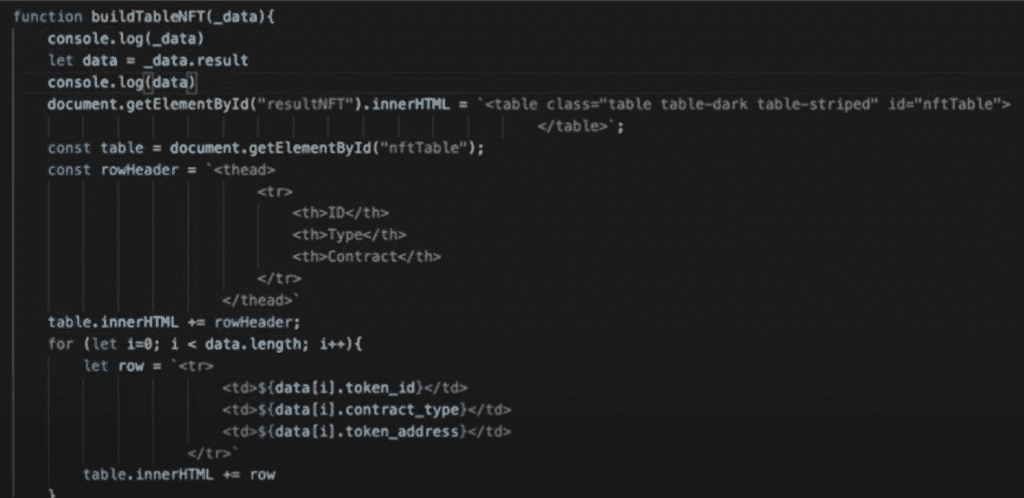 function buildTableNFT(_data){
console.log(_data)
let data = _data.result
console.log(data)
document.getElementById("resultNFT").innerHTML = `<table class="table table-dark table-striped" id="nftTable">
</table>`;
const table = document.getElementById("nftTable");
const rowHeader = `<thead>
<tr>
<th>ID</th>
<th>Type</th>
<th>Contract</th>
</tr>
</thead>`
table.innerHTML += rowHeader;
for (let i=0; i < data.length; i++){
let row = `<tr>
<td>${data[i].token_id}</td>
<td>${data[i].contract_type}</td>
<td>${data[i].token_address}</td>
</tr>`
table.innerHTML += row
}